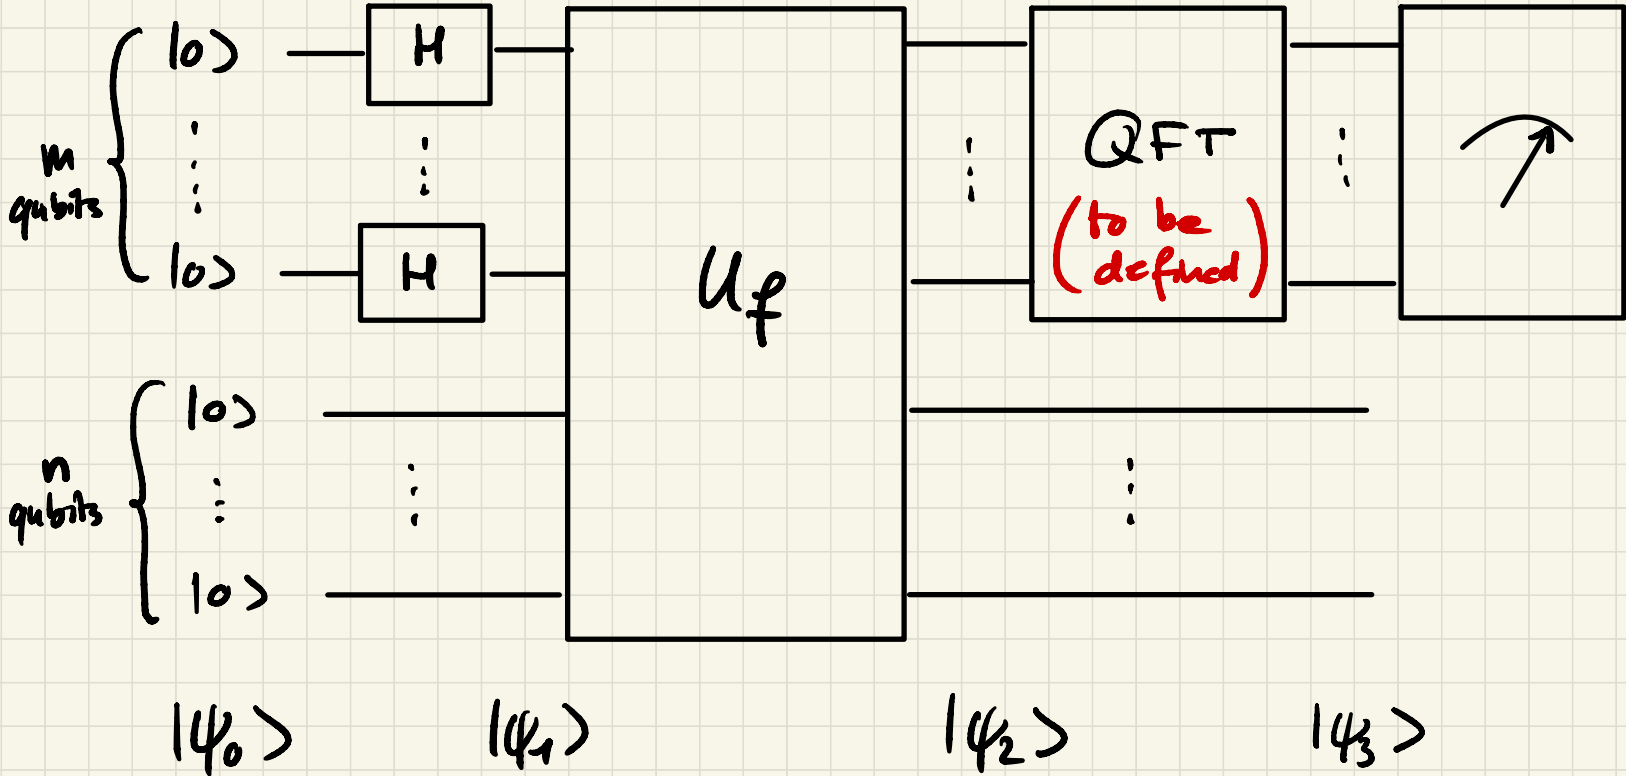 |0⟩ H
m qubits
|0⟩ H
QFT
(to be defined)
U_f
|0⟩
n qubits
|0⟩
|ψ₀⟩ |ψ₁⟩ |ψ₂⟩ |ψ₃⟩